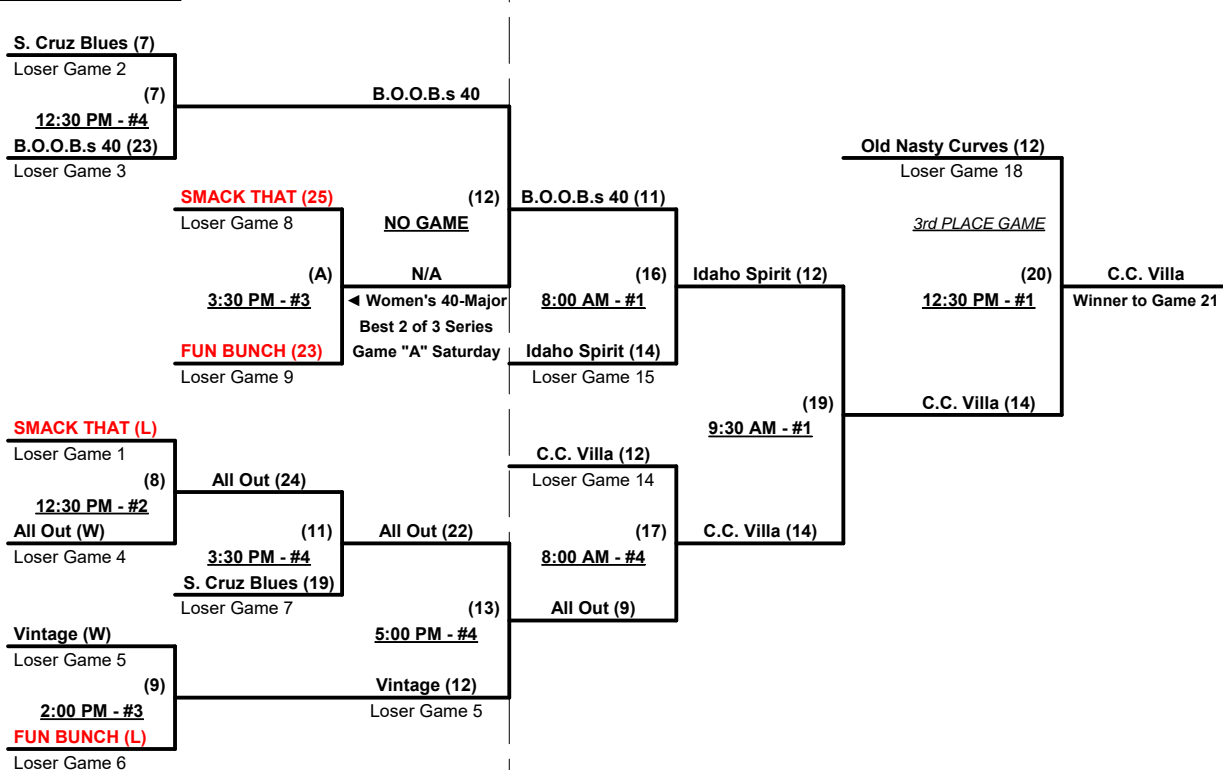 S. Cruz Blues (7)
Loser Game 2
(7)
12:30 PM - #4
B.O.O.B.s 40 (23)
Loser Game 3
B.O.O.B.s 40
SMACK THAT (25)
Loser Game 8
(A)
3:30 PM - #3
FUN BUNCH (23)
Loser Game 9
(12)
NO GAME
N/A
◄ Women's 40-Major
Best 2 of 3 Series
Game "A" Saturday
B.O.O.B.s 40 (11)
(16)
8:00 AM - #1
Idaho Spirit (14)
Loser Game 15
Idaho Spirit (12)
Old Nasty Curves (12)
Loser Game 18
3rd PLACE GAME
(20)
12:30 PM - #1
C.C. Villa
Winner to Game 21
(19)
9:30 AM - #1
C.C. Villa (14)
SMACK THAT (L)
Loser Game 1
(8)
12:30 PM - #2
All Out (W)
Loser Game 4
All Out (24)
(11)
3:30 PM - #4
S. Cruz Blues (19)
Loser Game 7
All Out (22)
(13)
5:00 PM - #4
C.C. Villa (12)
Loser Game 14
(17)
8:00 AM - #4
All Out (9)
C.C. Villa (14)
Vintage (W)
Loser Game 5
(9)
2:00 PM - #3
FUN BUNCH (L)
Loser Game 6
Vintage (12)
Loser Game 5